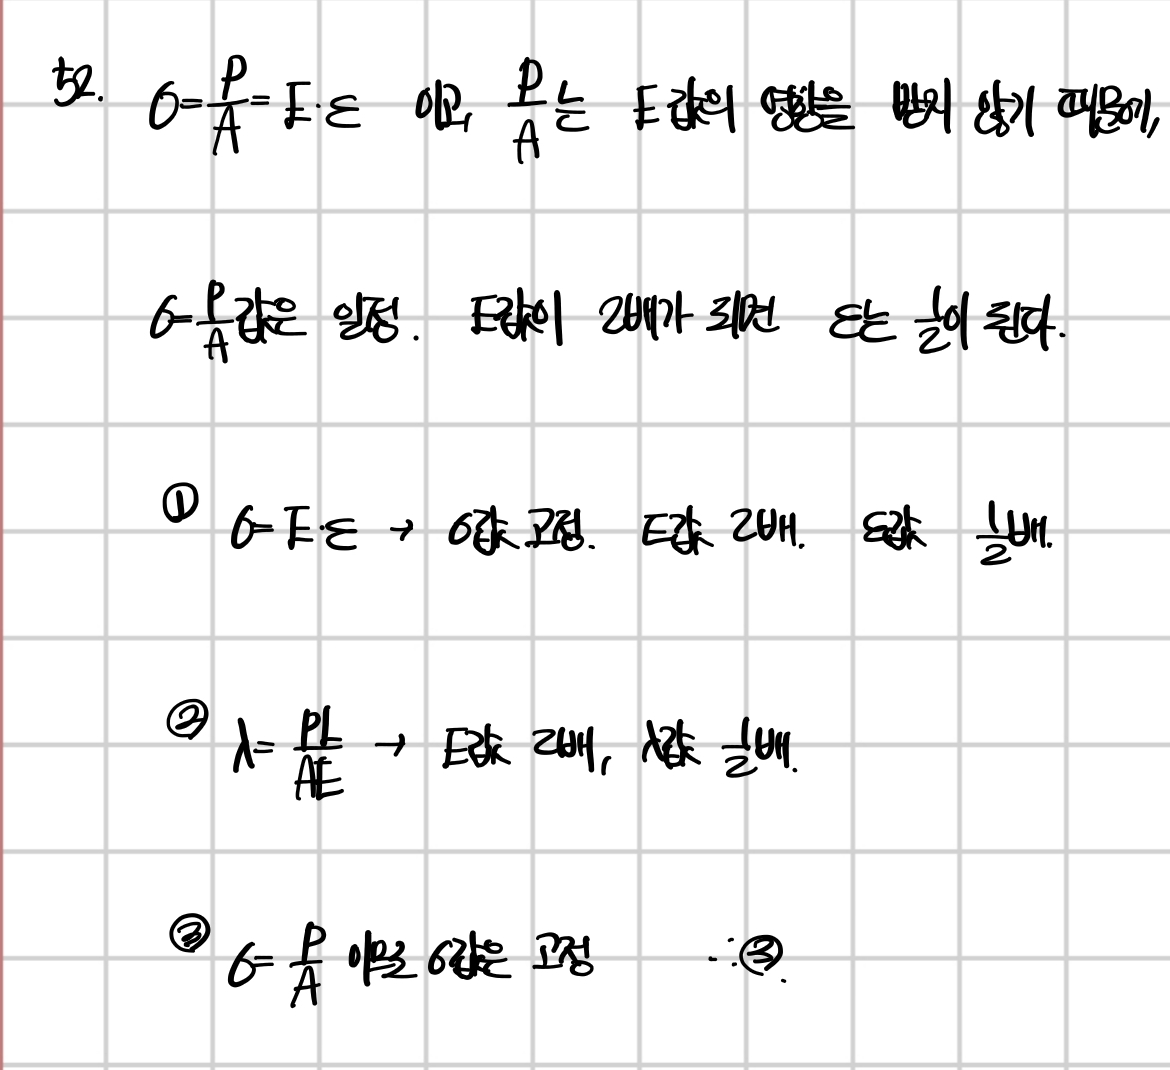 52. σ = P/A = E·ε 이고, P/A 는 E값의 영향을 받지 않기 때문에,
σ = P/A 값은 일정. E값이 2배가 되면 ε는 1/2이 된다.
① σ = E·ε → σ값 고정. E값 2배. ε값 1/2배.
② λ = PL/AE → E값 2배, λ값 1/2배.
③ σ = P/A 이므로 σ값은 고정 ∴ ③.